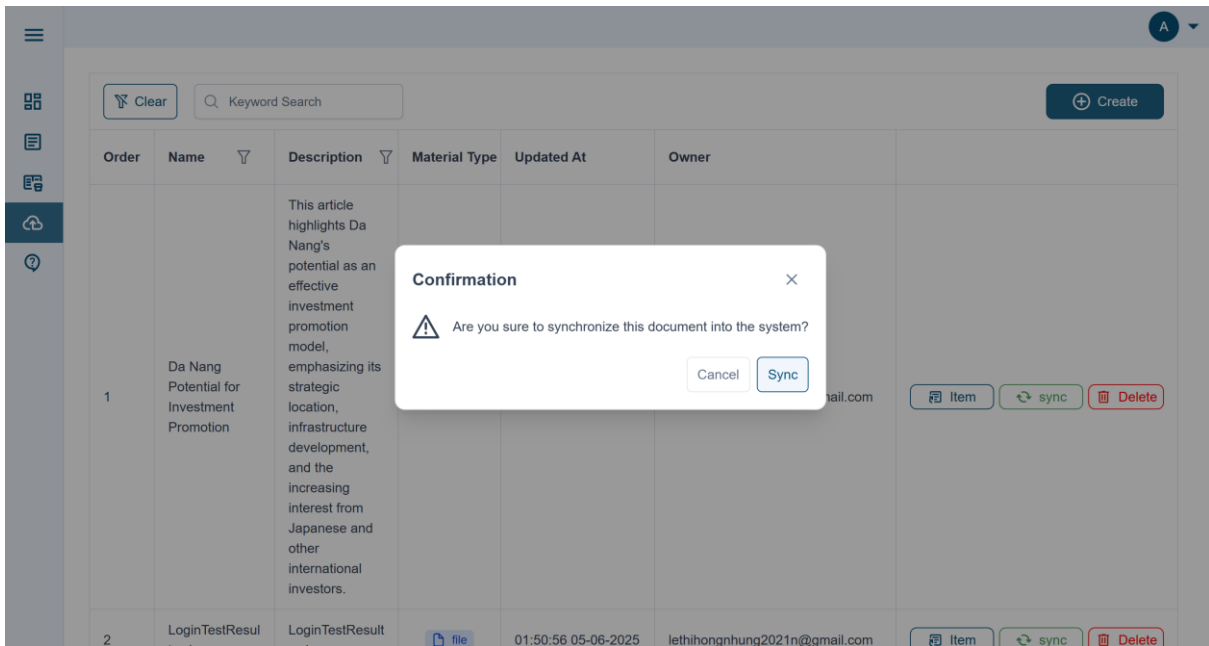 A
Clear
Keyword Search
Create
Order
Name
Description
Material Type
Updated At
Owner
This article
highlights Da
Nang's
potential as an
effective
investment
promotion
model,
emphasizing its
strategic
location,
infrastructure
development,
and the
increasing
interest from
Japanese and
other
international
investors.
1
Da Nang
Potential for
Investment
Promotion
Confirmation
Are you sure to synchronize this document into the system?
Cancel
Sync
ail.com
Item
sync
Delete
2
LoginTestResul
LoginTestResult
file
01:50:56 05-06-2025
lethihongnhung2021n@gmail.com
Item
sync
Delete